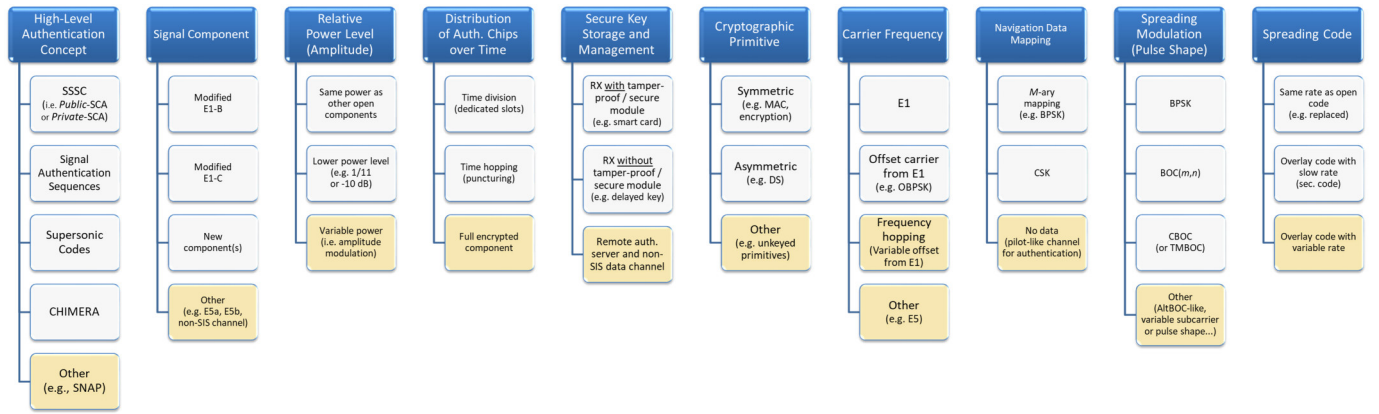 High-Level
Authentication
Concept
SSSC
(i.e. Public-SCA
or Private-SCA)
Signal
Authentication
Sequences
Supersonic
Codes
CHIMERA
Other
(e.g., SNAP)
Signal Component
Modified
E1-B
Modified
E1-C
New
component(s)
Other
(e.g. E5a, E5b,
non-SIS channel)
Relative
Power Level
(Amplitude)
Same power as
other open
components
Lower power level
(e.g. 1/11
or -10 dB)
Variable power
(i.e. amplitude
modulation)
Distribution
of Auth. Chips
over Time
Time division
(dedicated slots)
Time hopping
(puncturing)
Full encrypted
component
Secure Key
Storage and
Management
RX with tamper-
proof / secure
module
(e.g. smart card)
RX without
tamper-proof /
secure module
(e.g. delayed key)
Remote auth.
server and non-
SIS data channel
Cryptographic
Primitive
Symmetric
(e.g. MAC,
encryption)
Asymmetric
(e.g. DS)
Other
(e.g. unkeyed
primitives)
Carrier Frequency
E1
Offset carrier
from E1
(e.g. OBPSK)
Frequency
hopping
(Variable offset
from E1)
Other
(e.g. E5)
Navigation Data
Mapping
M-ary
mapping
(e.g. BPSK)
CSK
No data
(pilot-like channel
for authentication)
Spreading
Modulation
(Pulse Shape)
BPSK
BOC(m,n)
CBOC
(or TMBOC)
Other
(AltBOC-like,
variable subcarrier
or pulse shape...)
Spreading Code
Same rate as open
code
(e.g. replaced)
Overlay code with
slow rate
(sec. code)
Overlay code with
variable rate